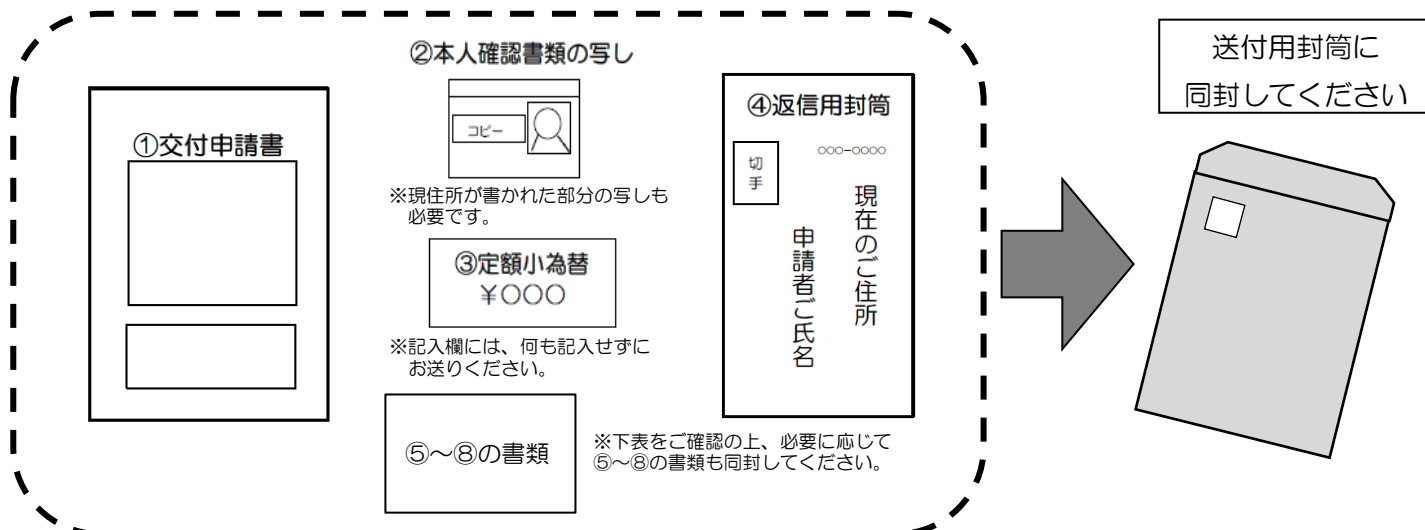 ①交付申請書
②本人確認書類の写し
コピー
※現住所が書かれた部分の写しも
必要です。
③定額小為替
￥○○○
※記入欄には、何も記入せずに
お送りください。
⑤～⑧の書類
※下表をご確認の上、必要に応じて
⑤～⑧の書類も同封してください。
④返信用封筒
切手
○○○-○○○○
現在のご住所
申請者ご氏名
送付用封筒に
同封してください